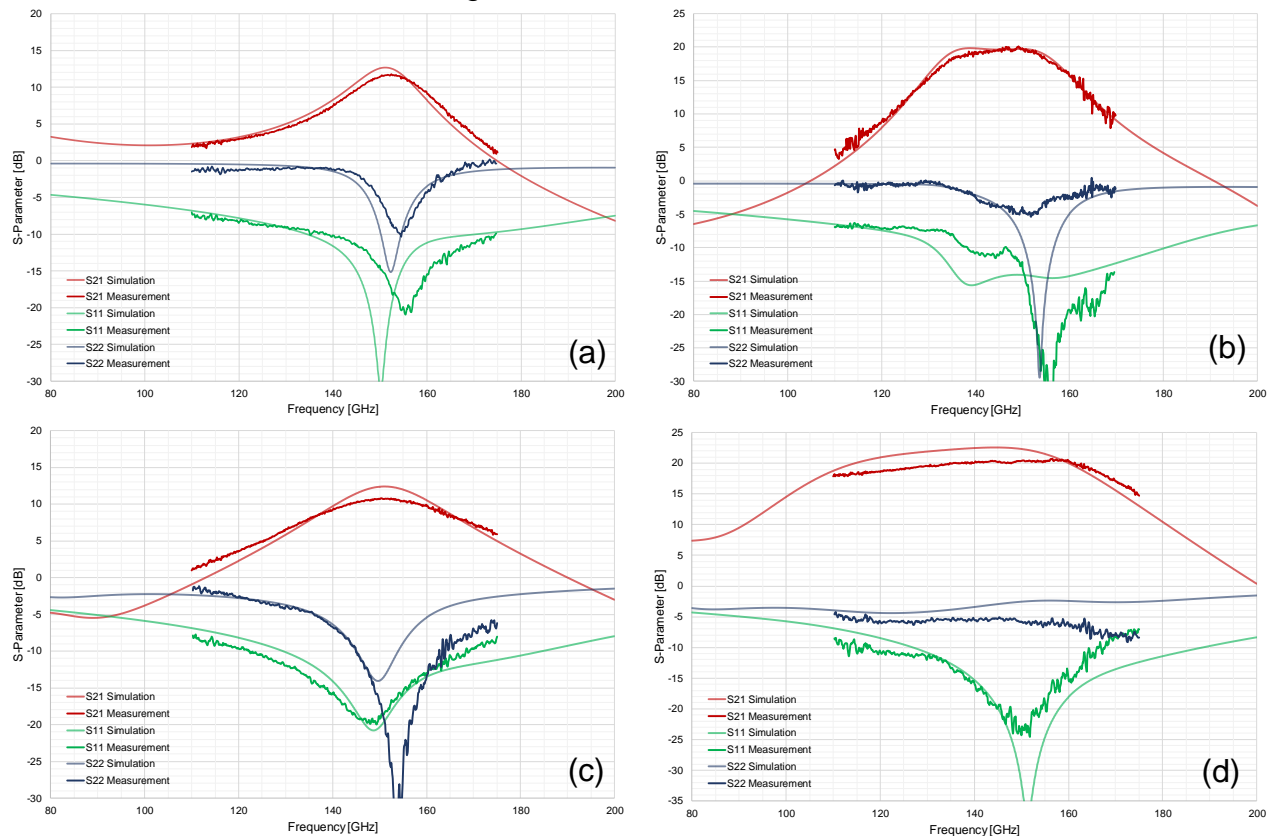 20
15
10
5
0
-5
-10
-15
-20
-25
-30
S-Parameter [dB]
S21 Simulation
S21 Measurement
S11 Simulation
S11 Measurement
S22 Simulation
S22 Measurement
(a)
80 100 120 140 160 180 200
Frequency [GHz]
25
20
15
10
5
0
-5
-10
-15
-20
-25
-30
S-Parameter [dB]
S21 Simulation
S21 Measurement
S11 Simulation
S11 Measurement
S22 Simulation
S22 Measurement
(b)
80 100 120 140 160 180 200
Frequency [GHz]
20
15
10
5
0
-5
-10
-15
-20
-25
-30
S-Parameter [dB]
S21 Simulation
S21 Measurement
S11 Simulation
S11 Measurement
S22 Simulation
S22 Measurement
(c)
80 100 120 140 160 180 200
Frequency [GHz]
25
20
15
10
5
0
-5
-10
-15
-20
-25
-30
-35
S-Parameter [dB]
S21 Simulation
S21 Measurement
S11 Simulation
S11 Measurement
S22 Simulation
S22 Measurement
(d)
80 100 120 140 160 180 200
Frequency [GHz]